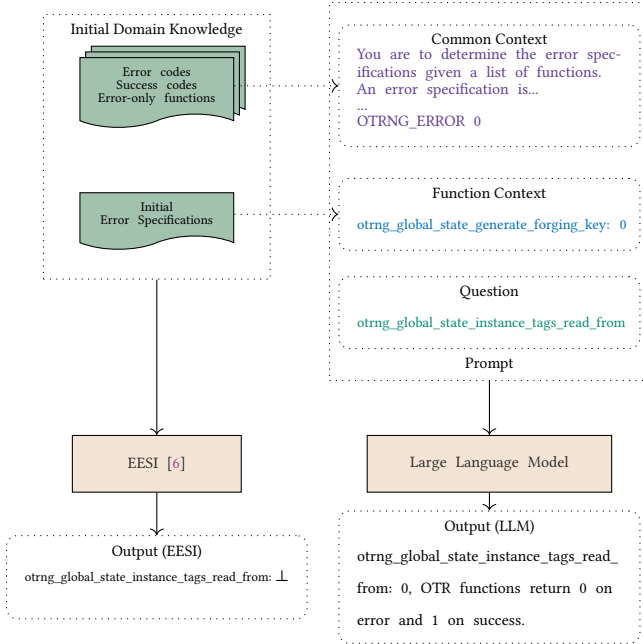 Initial Domain Knowledge
Error codes
Success codes
Error-only functions
Initial
Error Specifications
Common Context
You are to determine the error spec-
ifications given a list of functions.
An error specification is...
...
OTRNG_ERROR 0
Function Context
otrng_global_state_generate_forging_key: 0
Question
otrng_global_state_instance_tags_read_from
Prompt
EESI [6]
Large Language Model
Output (EESI)
otrng_global_state_instance_tags_read_from: ⊥
Output (LLM)
otrng_global_state_instance_tags_read_
from: 0, OTR functions return 0 on
error and 1 on success.